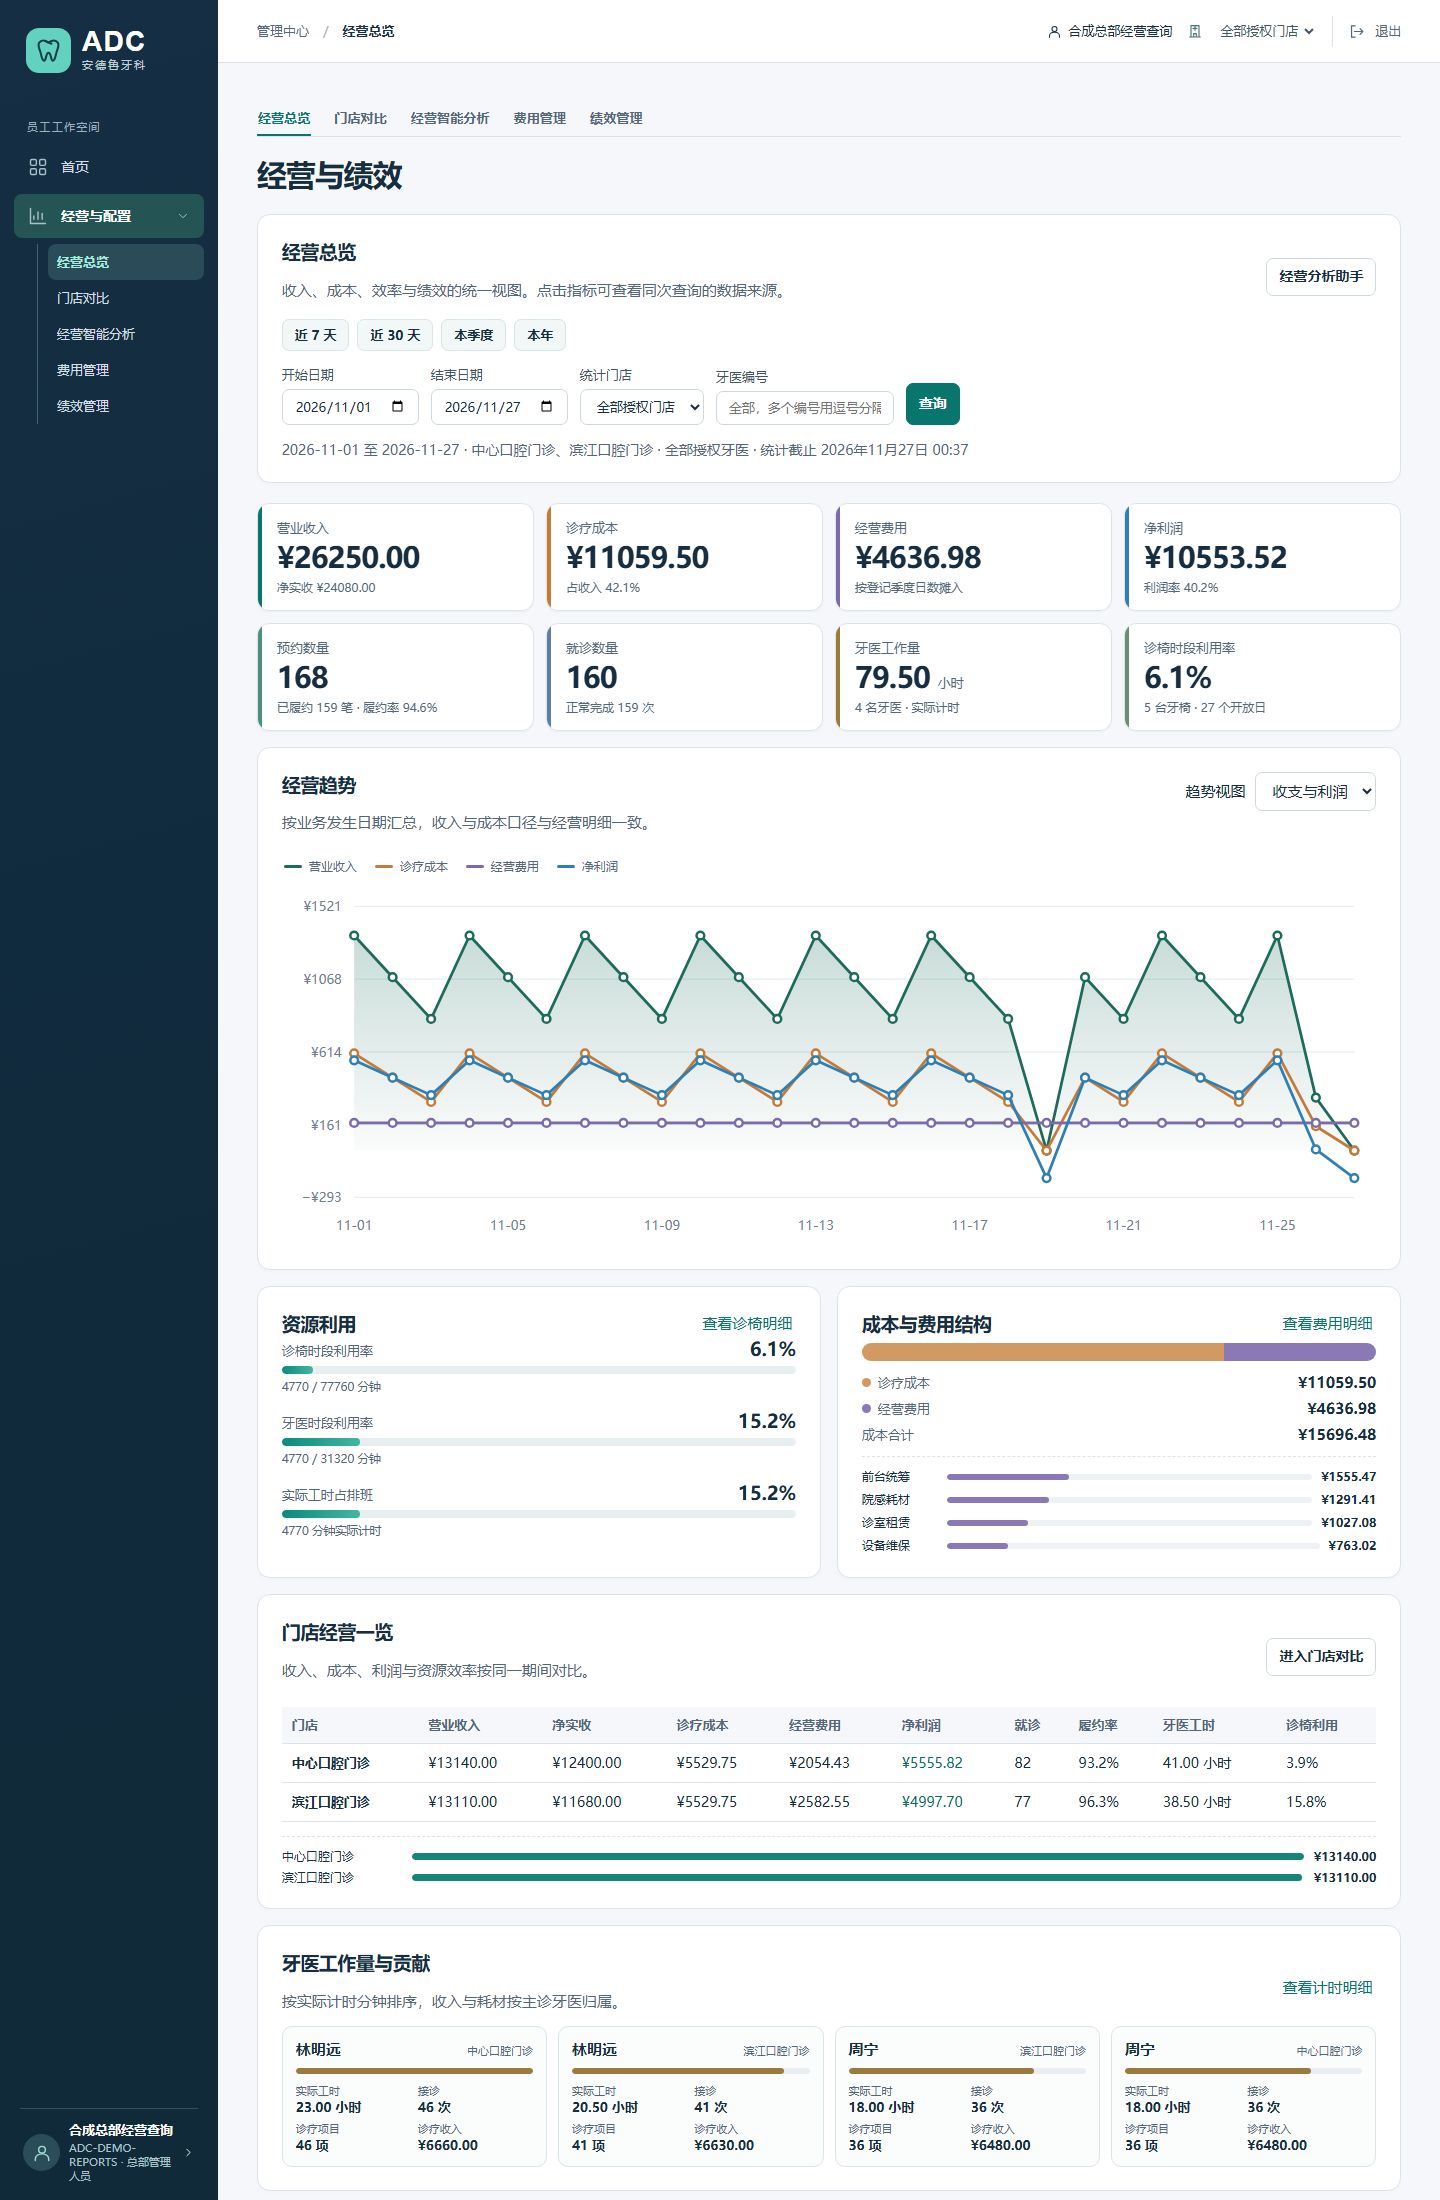 ADC
安德鲁牙科
员工工作空间
首页
经营与配置
经营总览
门店对比
经营智能分析
费用管理
绩效管理
合成总部经营查询
ADC-DEMO-
REPORTS · 总部管理
人员
管理中心 / 经营总览
合成总部经营查询 全部授权门店 退出
经营总览 门店对比 经营智能分析 费用管理 绩效管理
经营与绩效
经营总览
收入、成本、效率与绩效的统一视图。点击指标可查看同次查询的数据来源。
经营分析助手
近 7 天 近 30 天 本季度 本年
开始日期 结束日期 统计门店 牙医编号
2026/11/01 2026/11/27 全部授权门店 全部，多个编号用逗号分隔 查询
2026-11-01 至 2026-11-27 · 中心口腔门诊、滨江口腔门诊 · 全部授权牙医 · 统计截止 2026年11月27日 00:37
营业收入
¥26250.00
净实收 ¥24080.00
诊疗成本
¥11059.50
占收入 42.1%
经营费用
¥4636.98
按登记季度日数摊入
净利润
¥10553.52
利润率 40.2%
预约数量
168
已履约 159 笔 · 履约率 94.6%
就诊数量
160
正常完成 159 次
牙医工作量
79.50 小时
4 名牙医 · 实际计时
诊椅时段利用率
6.1%
5 台牙椅 · 27 个开放日
经营趋势
按业务发生日期汇总，收入与成本口径与经营明细一致。
趋势视图 收支与利润
营业收入 诊疗成本 经营费用 净利润
¥1521
¥1068
¥614
¥161
−¥293
11-01 11-05 11-09 11-13 11-17 11-21 11-25
资源利用 查看诊椅明细
诊椅时段利用率 6.1%
4770 / 77760 分钟
牙医时段利用率 15.2%
4770 / 31320 分钟
实际工时占排班 15.2%
4770 分钟实际计时
成本与费用结构 查看费用明细
诊疗成本 ¥11059.50
经营费用 ¥4636.98
成本合计 ¥15696.48
前台统筹 ¥1555.47
院感耗材 ¥1291.41
诊室租赁 ¥1027.08
设备维保 ¥763.02
门店经营一览
收入、成本、利润与资源效率按同一期间对比。
进入门店对比
门店 营业收入 净实收 诊疗成本 经营费用 净利润 就诊 履约率 牙医工时 诊椅利用
中心口腔门诊 ¥13140.00 ¥12400.00 ¥5529.75 ¥2054.43 ¥5555.82 82 93.2% 41.00 小时 3.9%
滨江口腔门诊 ¥13110.00 ¥11680.00 ¥5529.75 ¥2582.55 ¥4997.70 77 96.3% 38.50 小时 15.8%
中心口腔门诊 ¥13140.00
滨江口腔门诊 ¥13110.00
牙医工作量与贡献
按实际计时分钟排序，收入与耗材按主诊牙医归属。
查看计时明细
林明远 中心口腔门诊
实际工时 接诊
23.00 小时 46 次
诊疗项目 诊疗收入
46 项 ¥6660.00
林明远 滨江口腔门诊
实际工时 接诊
20.50 小时 41 次
诊疗项目 诊疗收入
41 项 ¥6630.00
周宁 滨江口腔门诊
实际工时 接诊
18.00 小时 36 次
诊疗项目 诊疗收入
36 项 ¥6480.00
周宁 中心口腔门诊
实际工时 接诊
18.00 小时 36 次
诊疗项目 诊疗收入
36 项 ¥6480.00